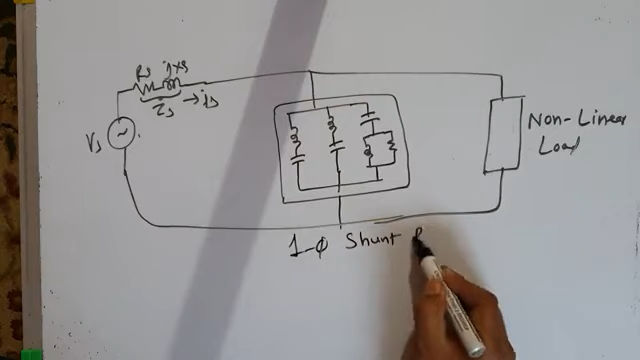 Rs jxs
Zs → is
Vs
~
Non-Linear
Load
1-φ Shunt P